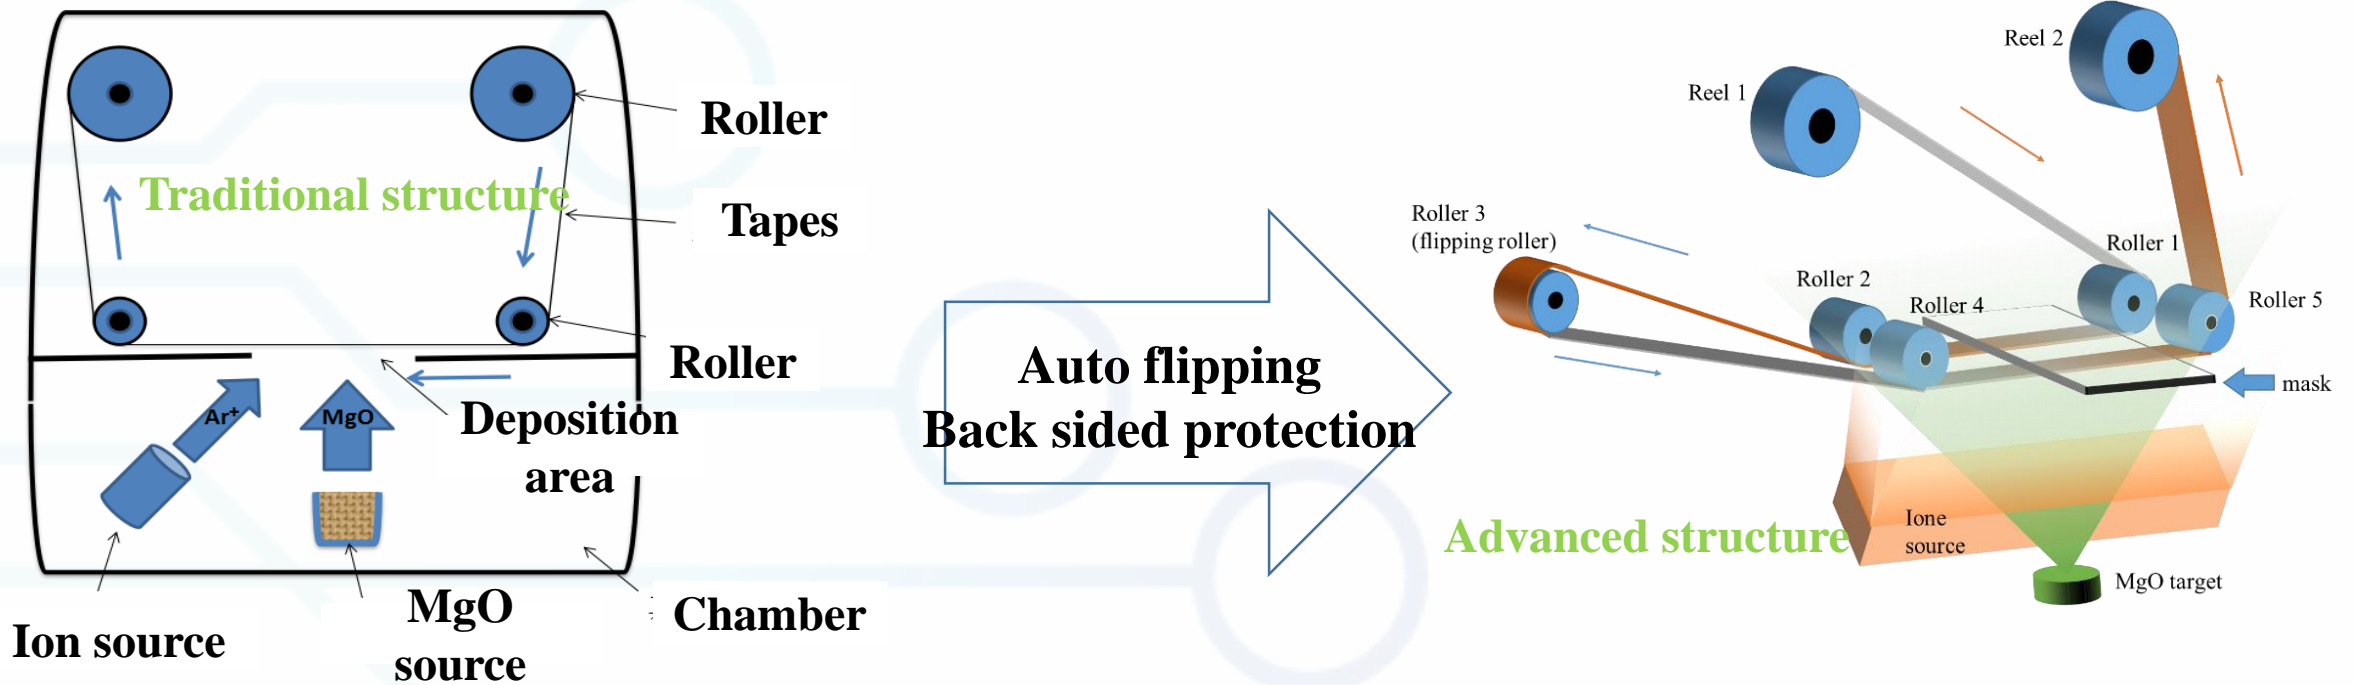 Traditional structure
Roller
Tapes
Roller
Deposition
area
Ar+
MgO
Ion source
MgO
source
Chamber
Auto flipping
Back sided protection
Advanced structure
Reel 1
Reel 2
Roller 3
(flipping roller)
Roller 2
Roller 4
Roller 1
Roller 5
mask
Ione
source
MgO target